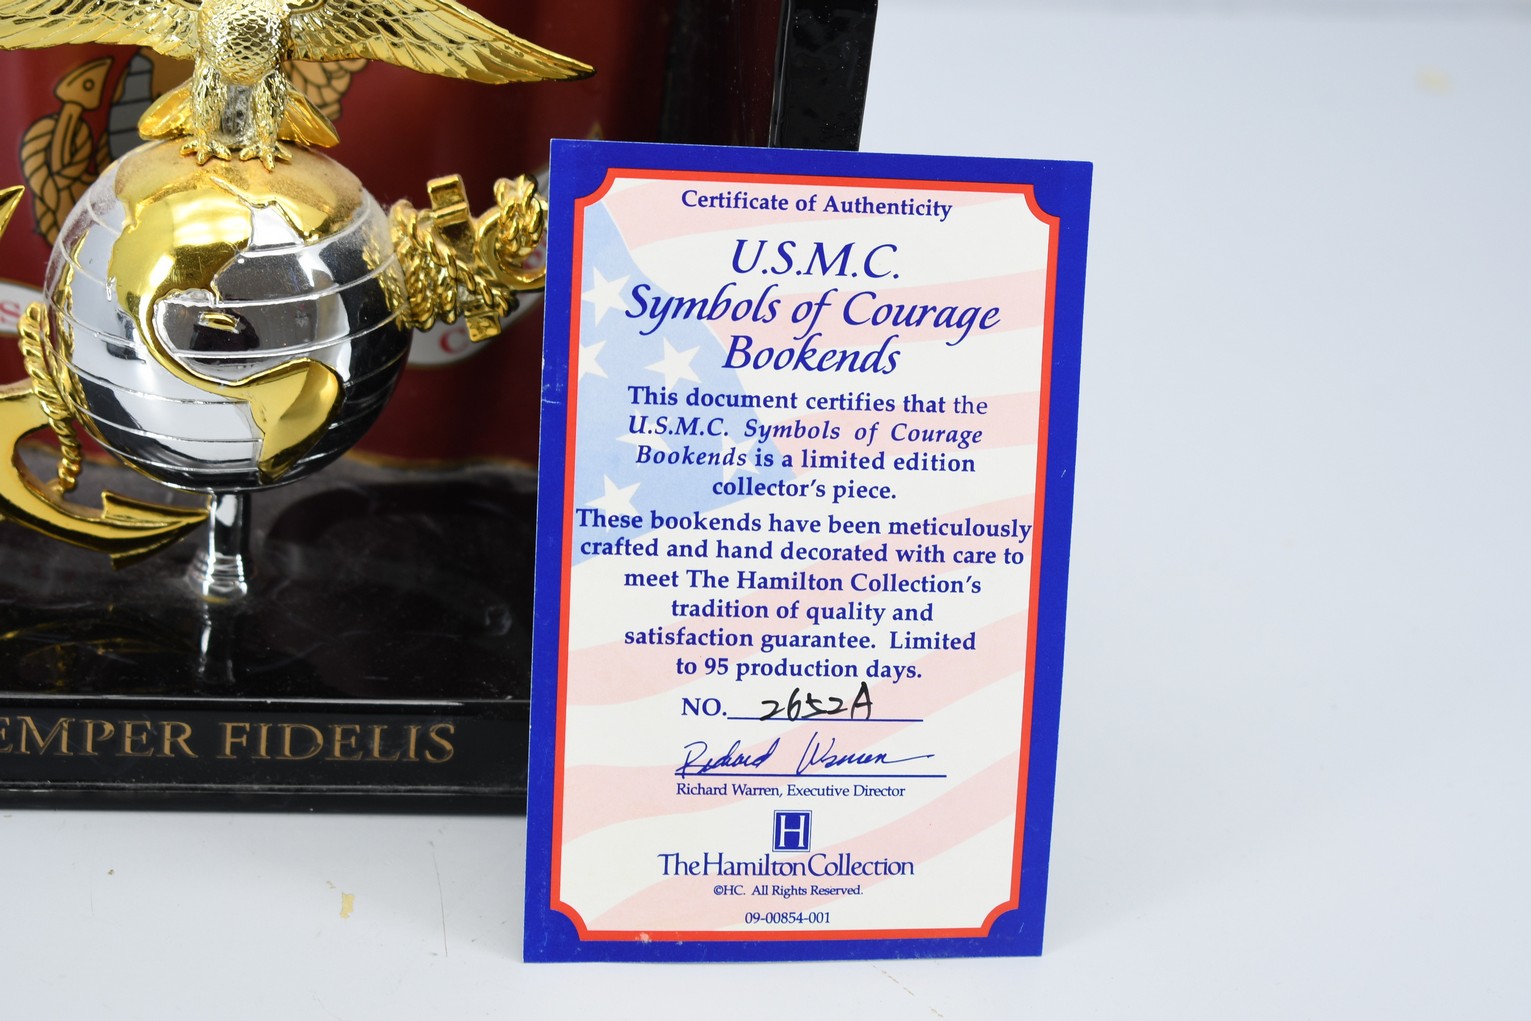 Certificate of Authenticity
U.S.M.C.
Symbols of Courage
Bookends
This document certifies that the
U.S.M.C. Symbols of Courage
Bookends is a limited edition
collector's piece.
These bookends have been meticulously
crafted and hand decorated with care to
meet The Hamilton Collection's
tradition of quality and
satisfaction guarantee. Limited
to 95 production days.
NO. 2652A
Richard Warren
Richard Warren, Executive Director
H
The Hamilton Collection
©HC. All Rights Reserved.
09-00854-001
EMPER FIDELIS